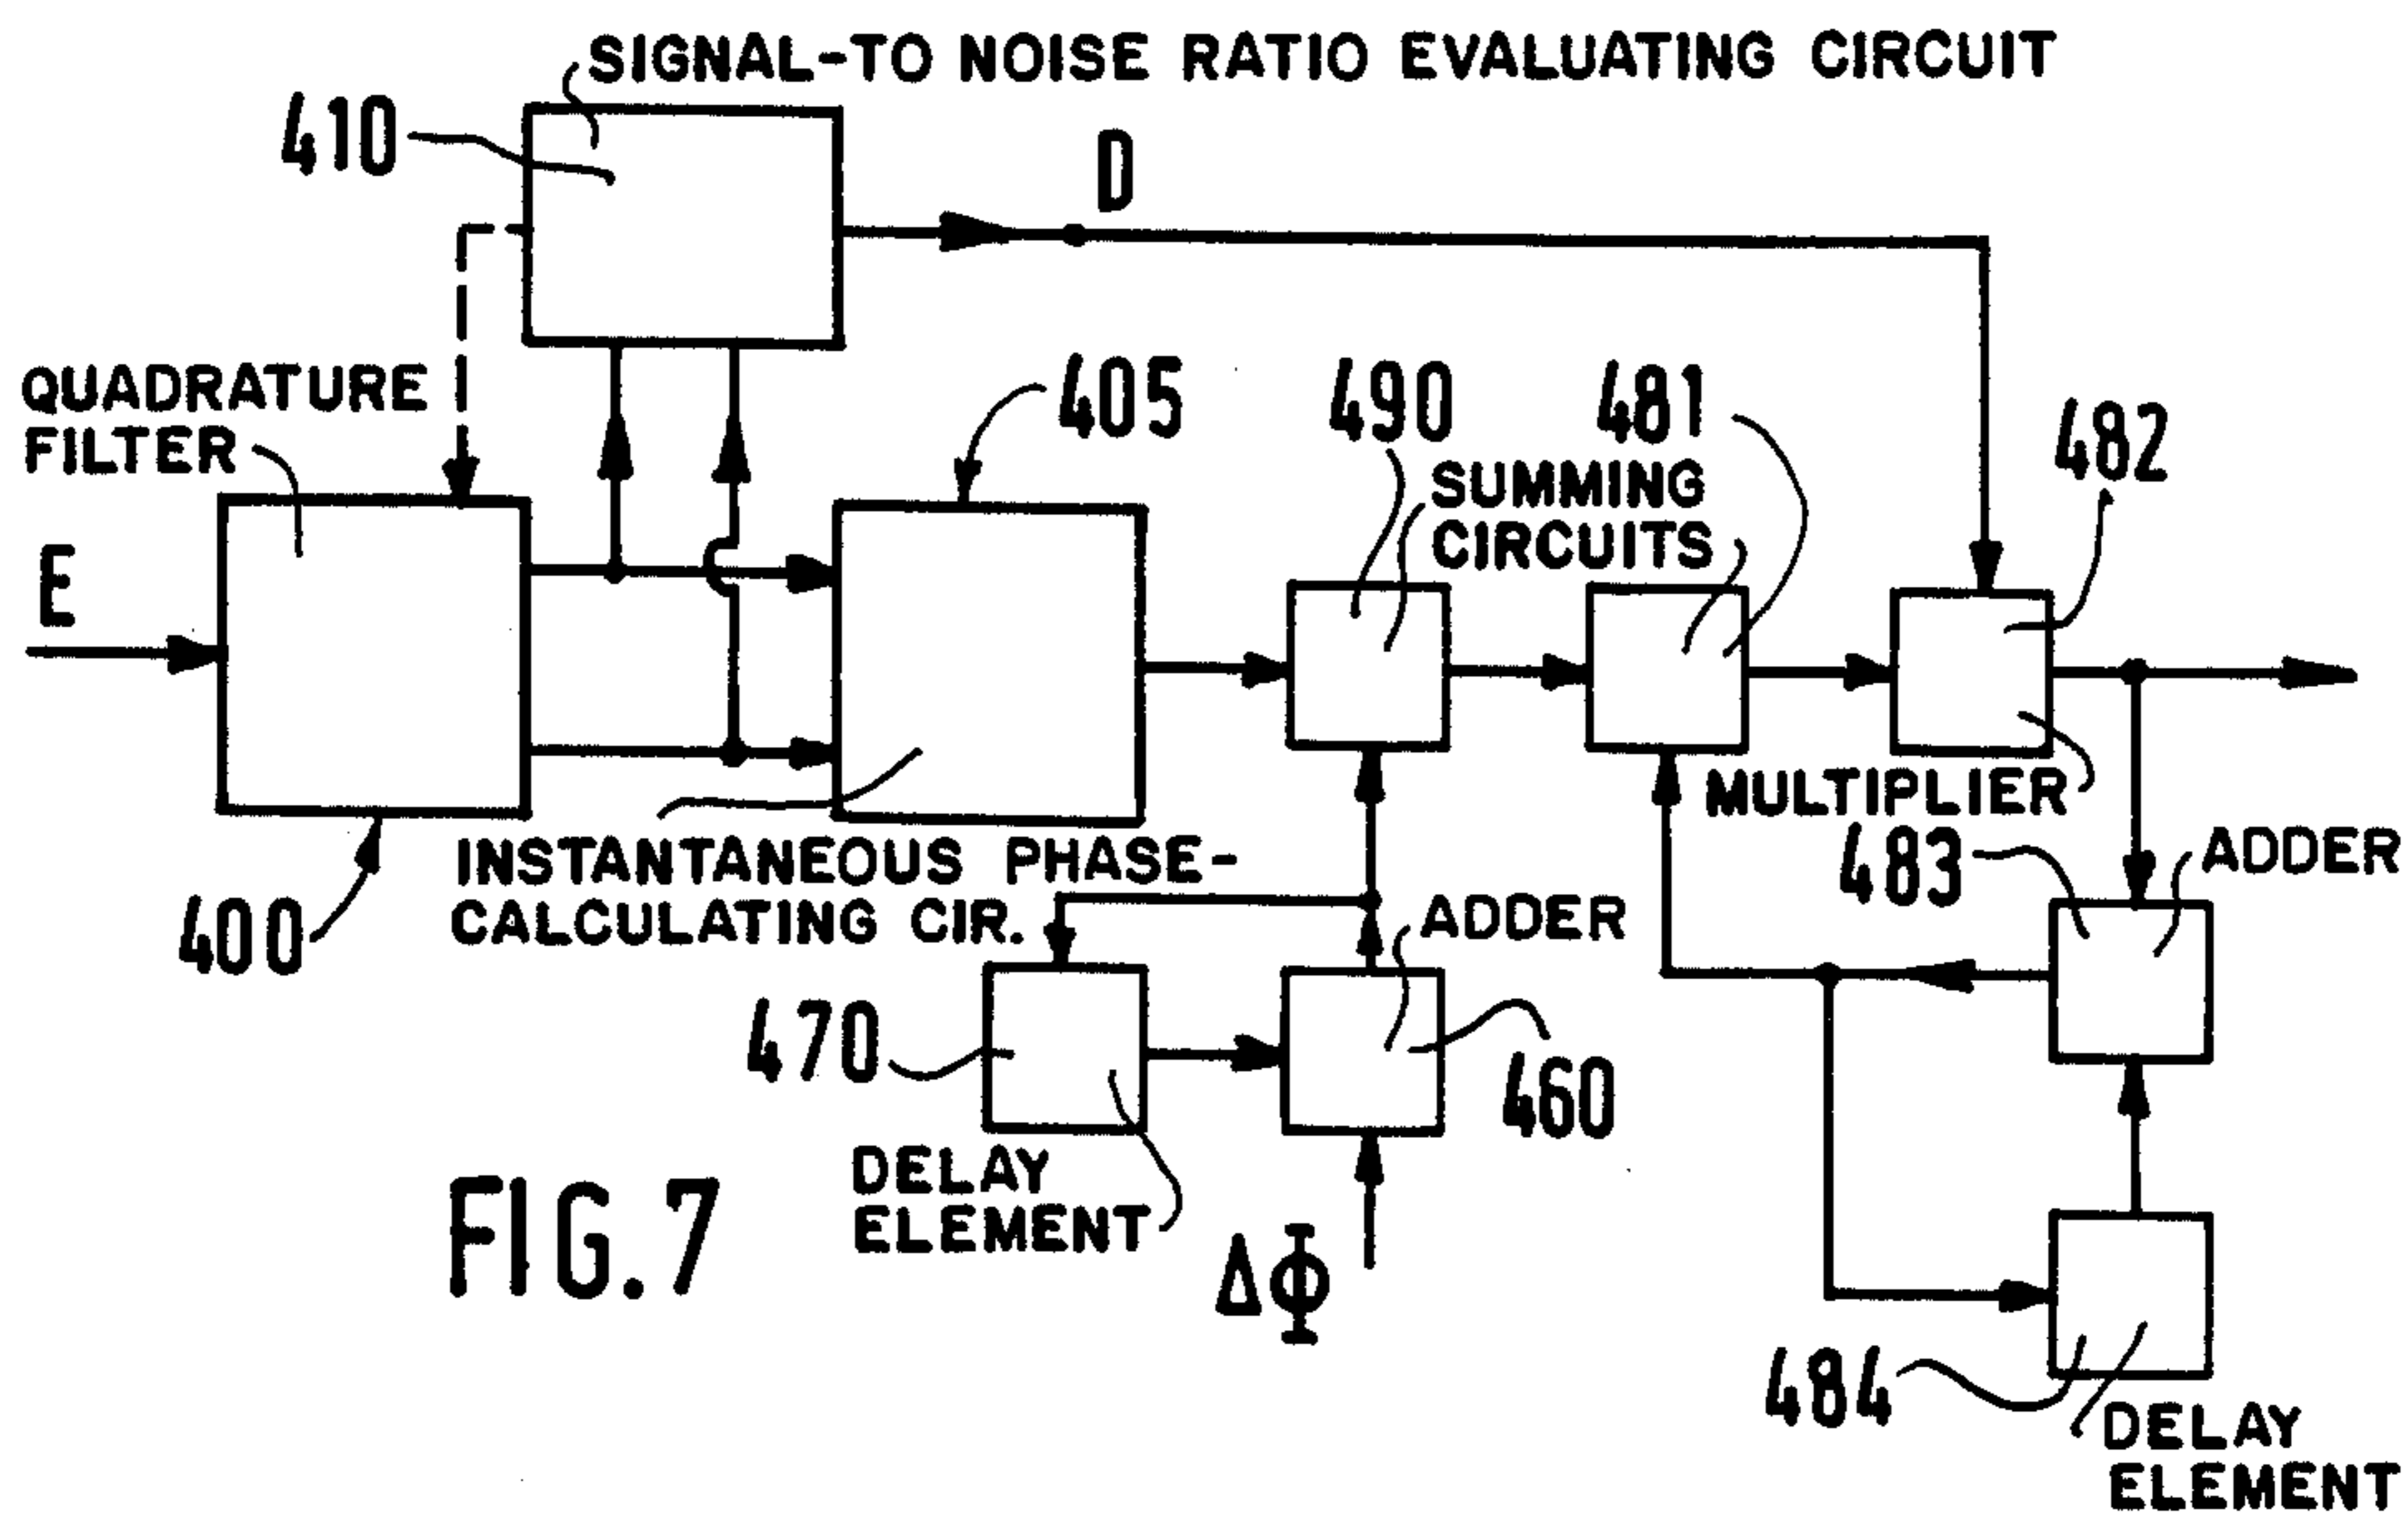 SIGNAL-TO NOISE RATIO EVALUATING CIRCUIT
410
D
QUADRATURE
FILTER
405
490
481
482
SUMMING
CIRCUITS
E
MULTIPLIER
INSTANTANEOUS PHASE-
CALCULATING CIR.
400
483
ADDER
ADDER
470
460
DELAY
ELEMENT
ΔΦ
FIG.7
484
DELAY
ELEMENT